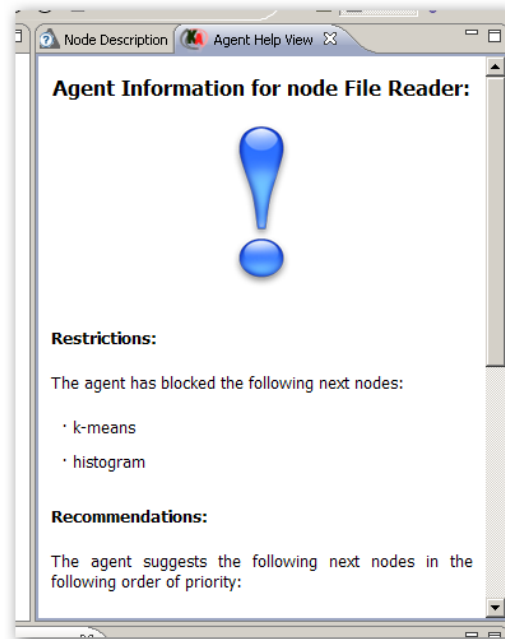 Node Description
Agent Help View
Agent Information for node File Reader:
Restrictions:
The agent has blocked the following next nodes:
· k-means
· histogram
Recommendations:
The agent suggests the following next nodes in the
following order of priority: